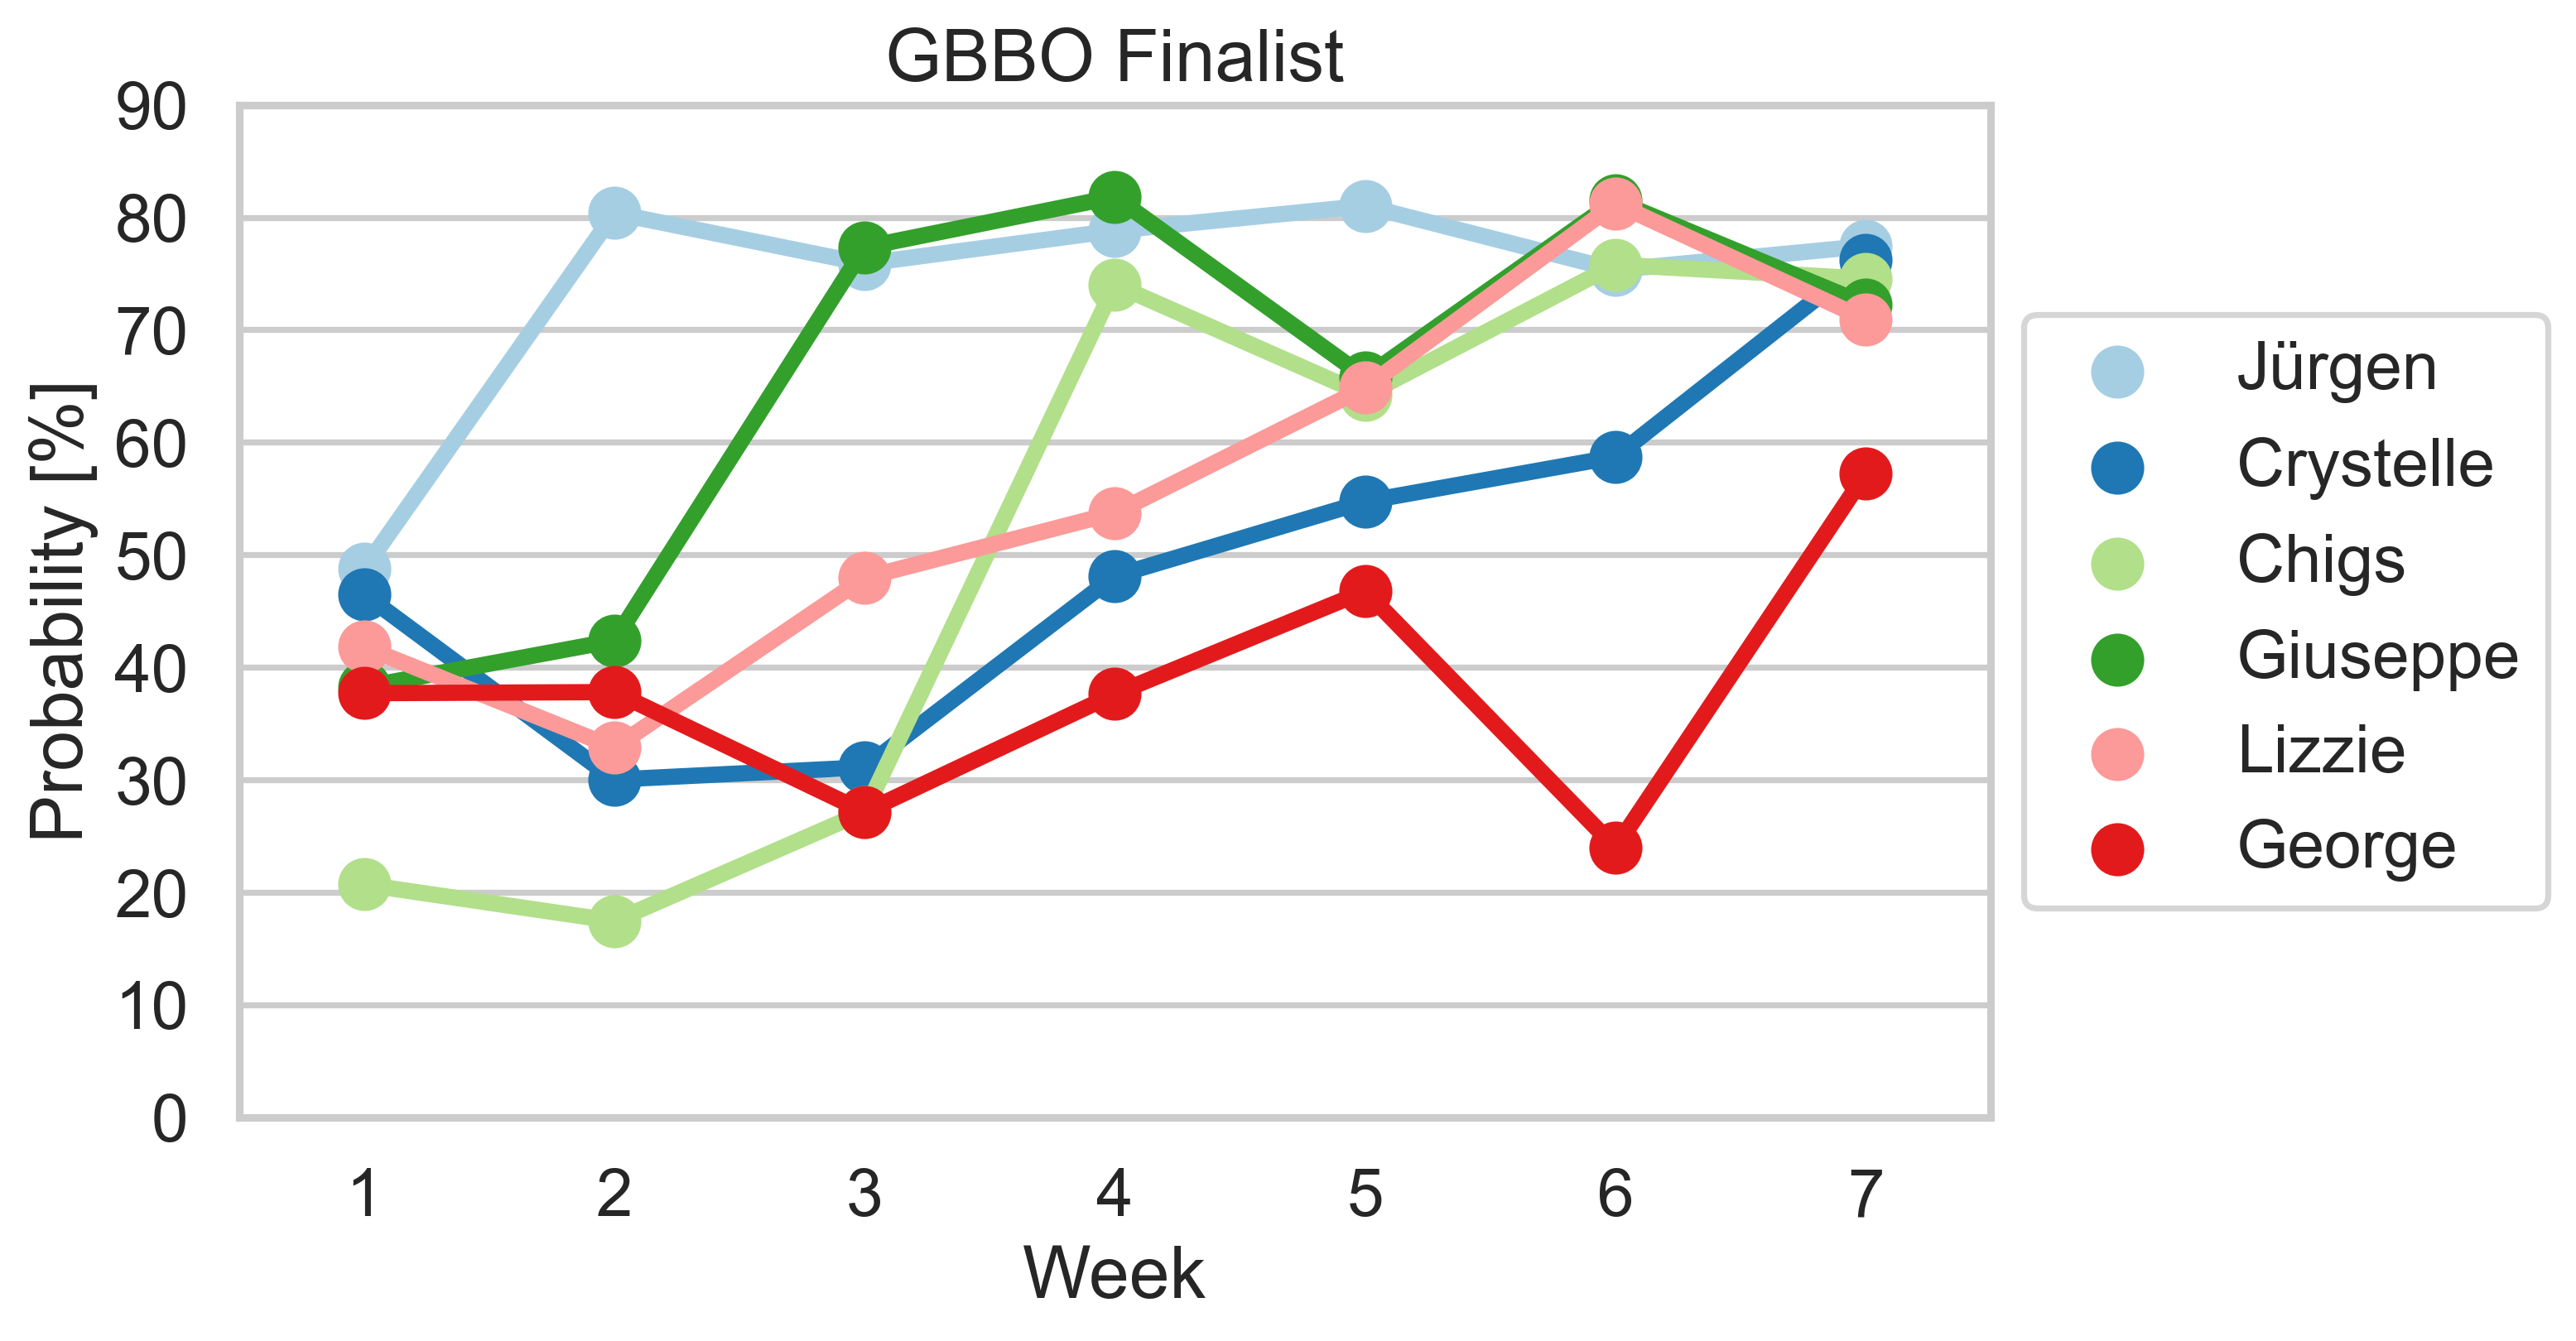 GBBO Finalist
Probability [%]
90
80
70
60
50
40
30
20
10
0
1 2 3 4 5 6 7
Week
Jürgen
Crystelle
Chigs
Giuseppe
Lizzie
George